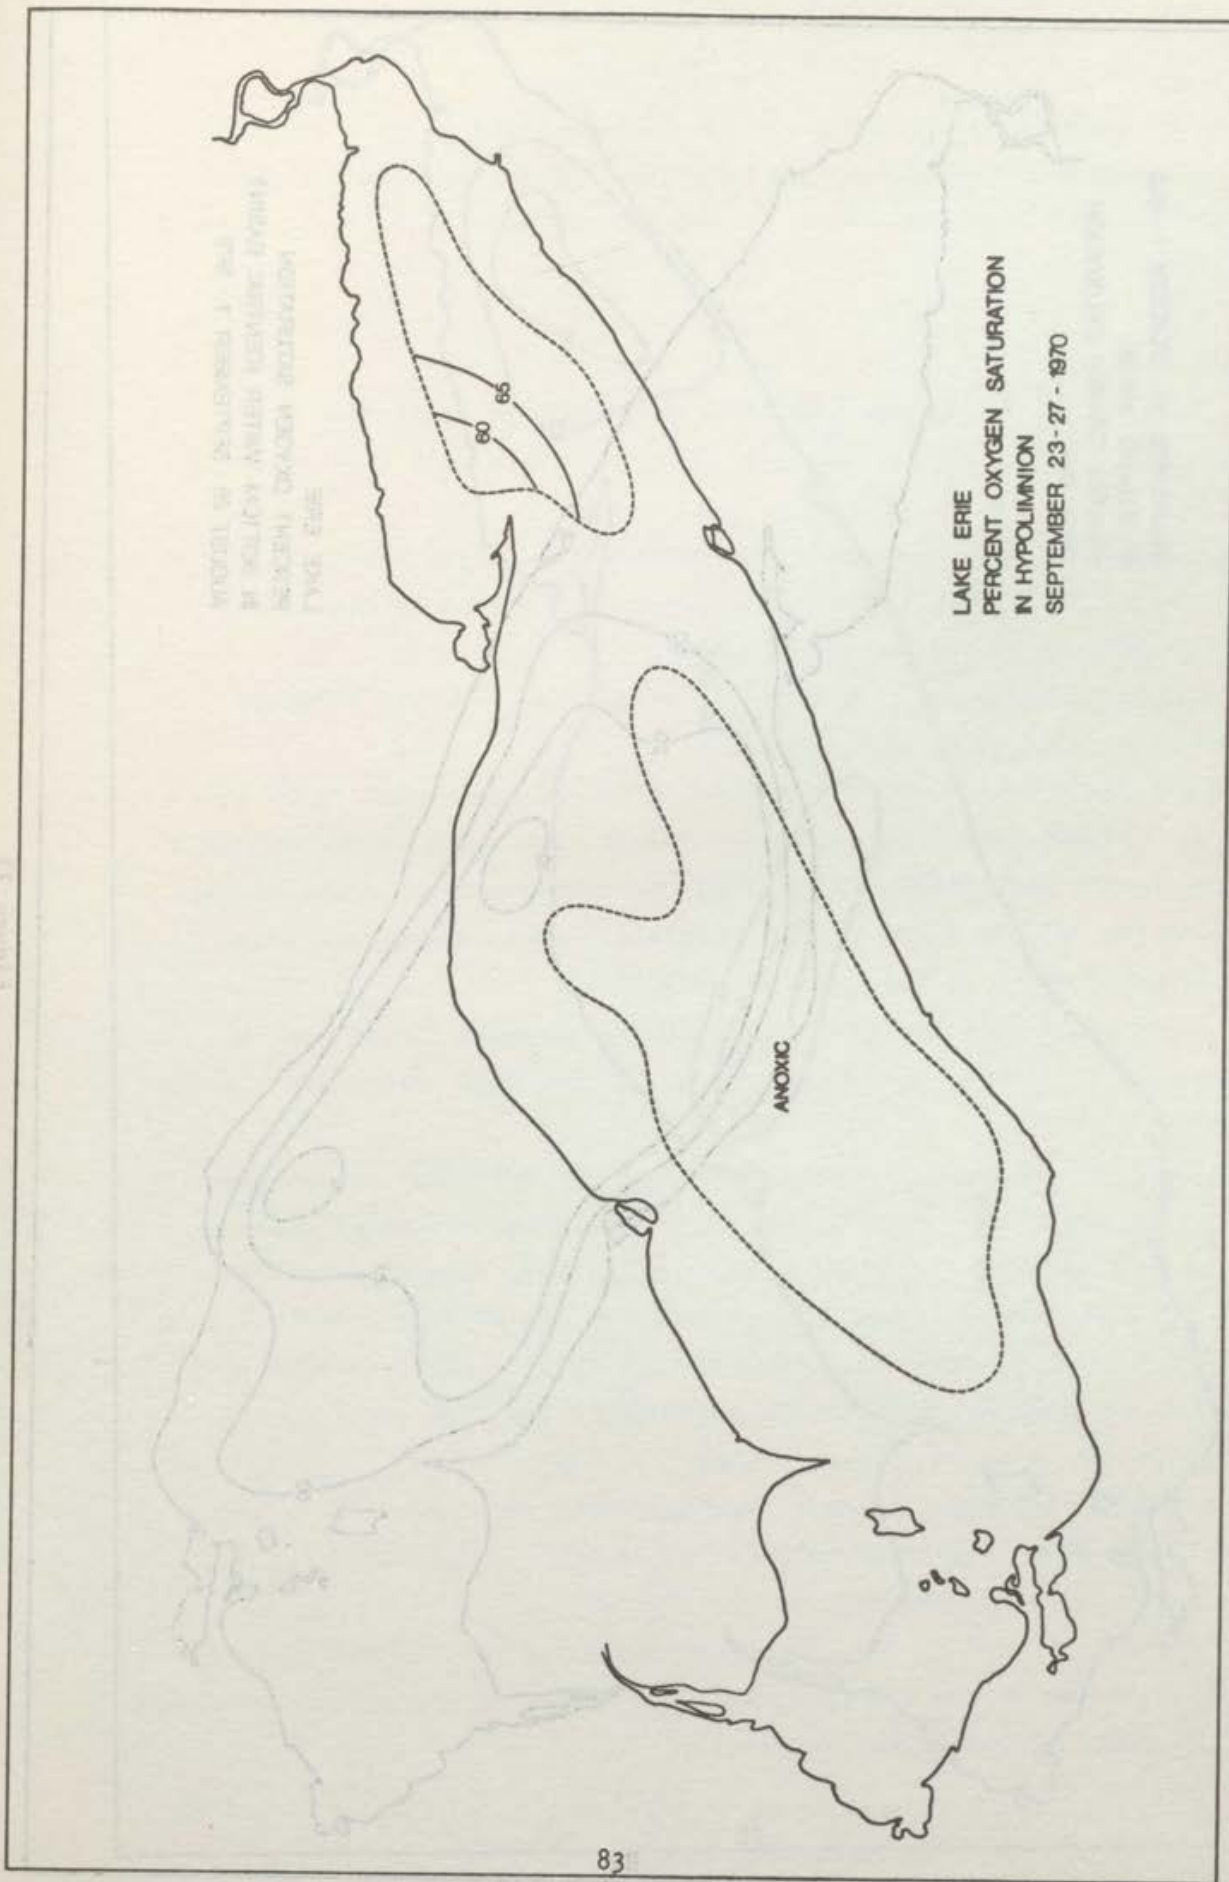 LAKE ERIE
PERCENT OXYGEN SATURATION
IN HYPOLIMNION
SEPTEMBER 23 - 27 - 1970
60
65
ANOXIC
83